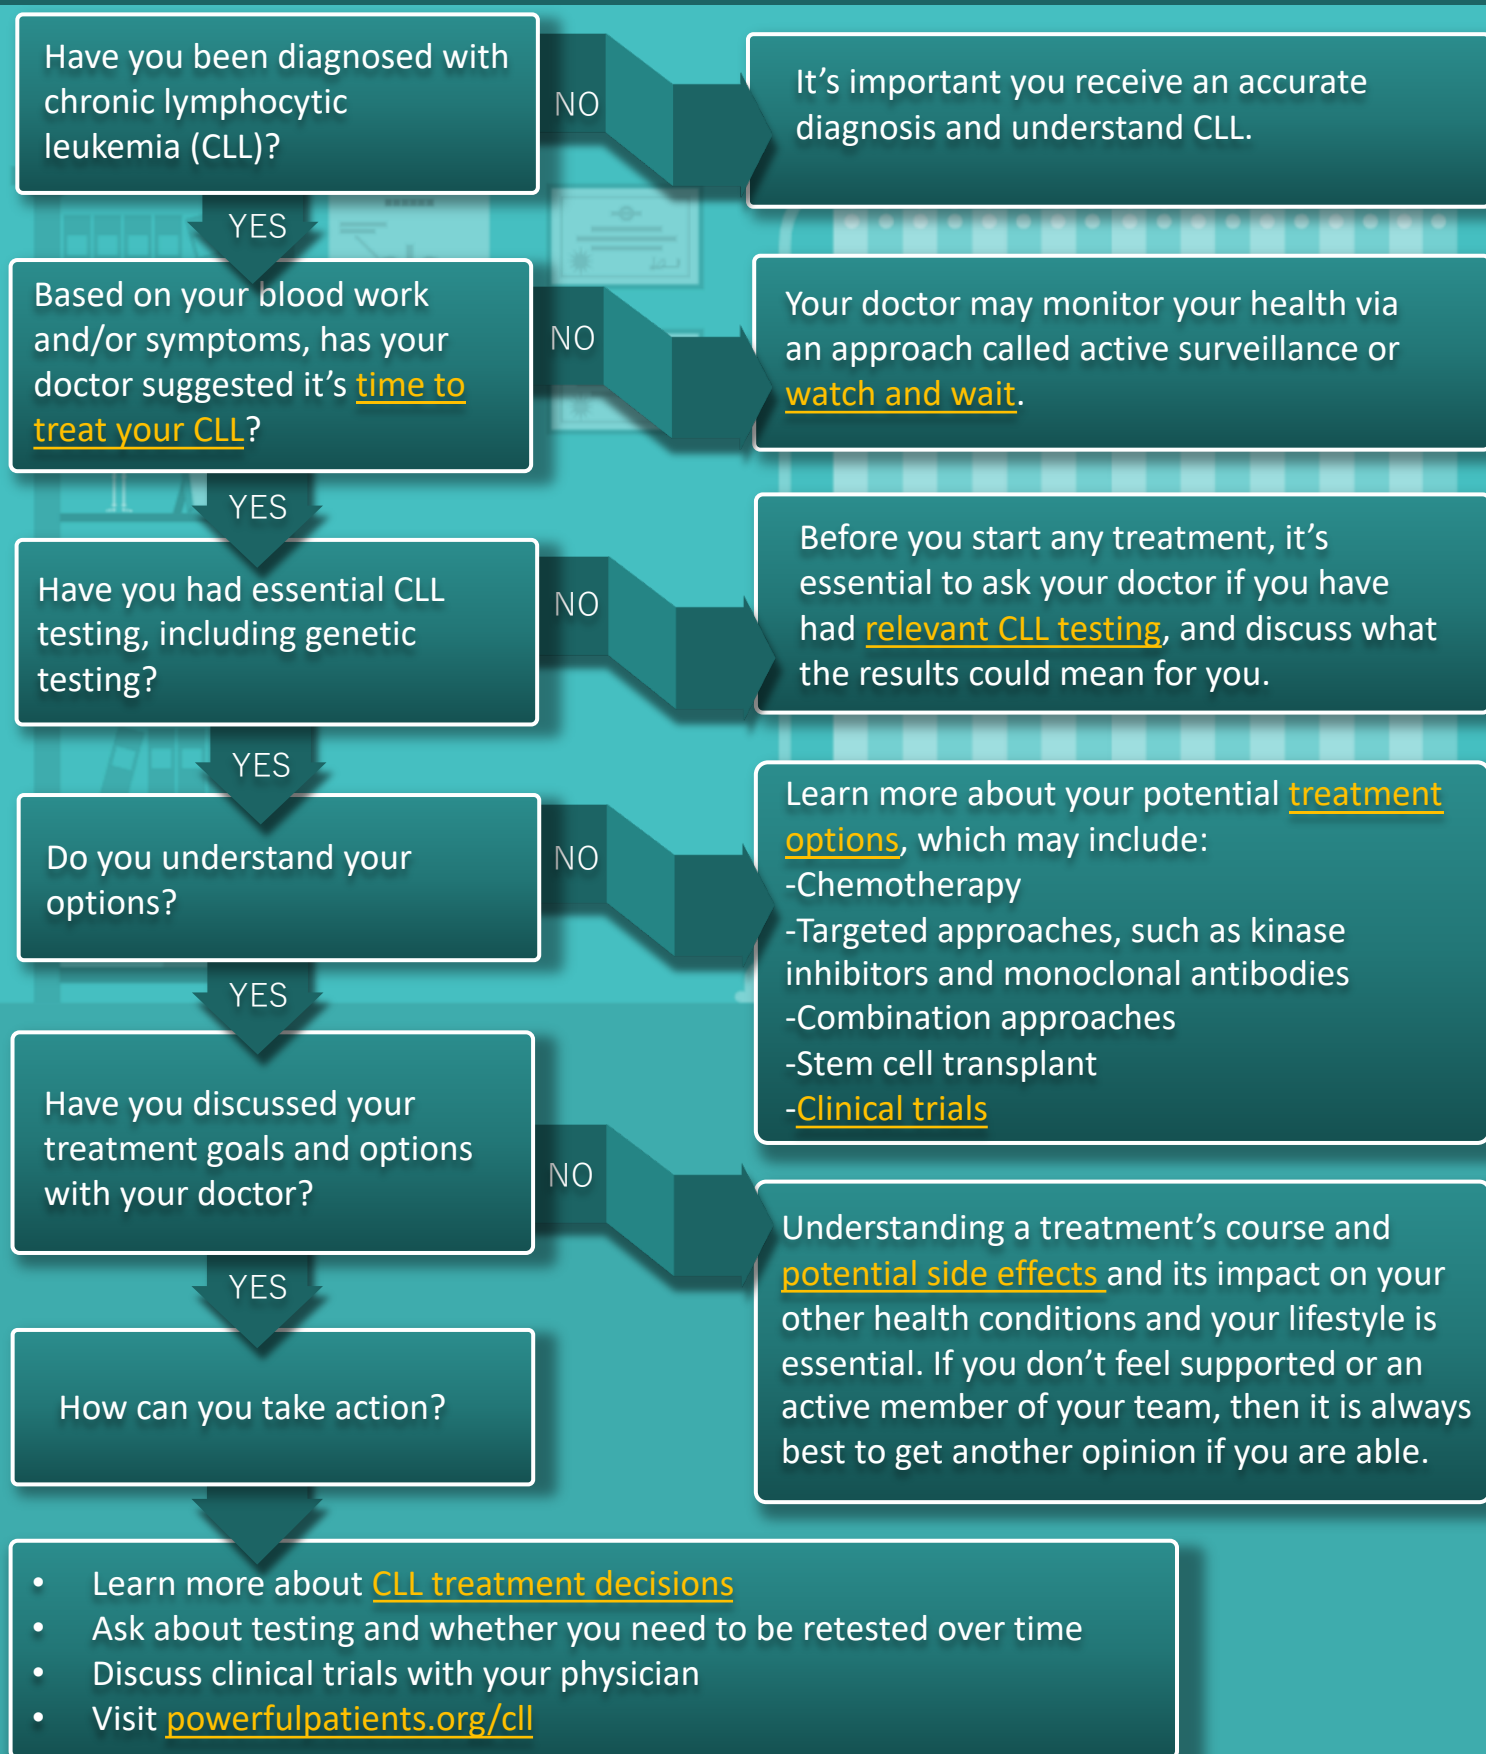 Have you been diagnosed with
chronic lymphocytic
leukemia (CLL)?
NO
It’s important you receive an accurate
diagnosis and understand CLL.
YES
Based on your blood work
and/or symptoms, has your
doctor suggested it’s time to
treat your CLL?
NO
Your doctor may monitor your health via
an approach called active surveillance or
watch and wait.
YES
Have you had essential CLL
testing, including genetic
testing?
NO
Before you start any treatment, it’s
essential to ask your doctor if you have
had relevant CLL testing, and discuss what
the results could mean for you.
YES
Do you understand your
options?
NO
Learn more about your potential treatment
options, which may include:
-Chemotherapy
-Targeted approaches, such as kinase
inhibitors and monoclonal antibodies
-Combination approaches
-Stem cell transplant
-Clinical trials
YES
Have you discussed your
treatment goals and options
with your doctor?
NO
Understanding a treatment’s course and
potential side effects and its impact on your
other health conditions and your lifestyle is
essential. If you don’t feel supported or an
active member of your team, then it is always
best to get another opinion if you are able.
YES
How can you take action?
• Learn more about CLL treatment decisions
• Ask about testing and whether you need to be retested over time
• Discuss clinical trials with your physician
• Visit powerfulpatients.org/cll